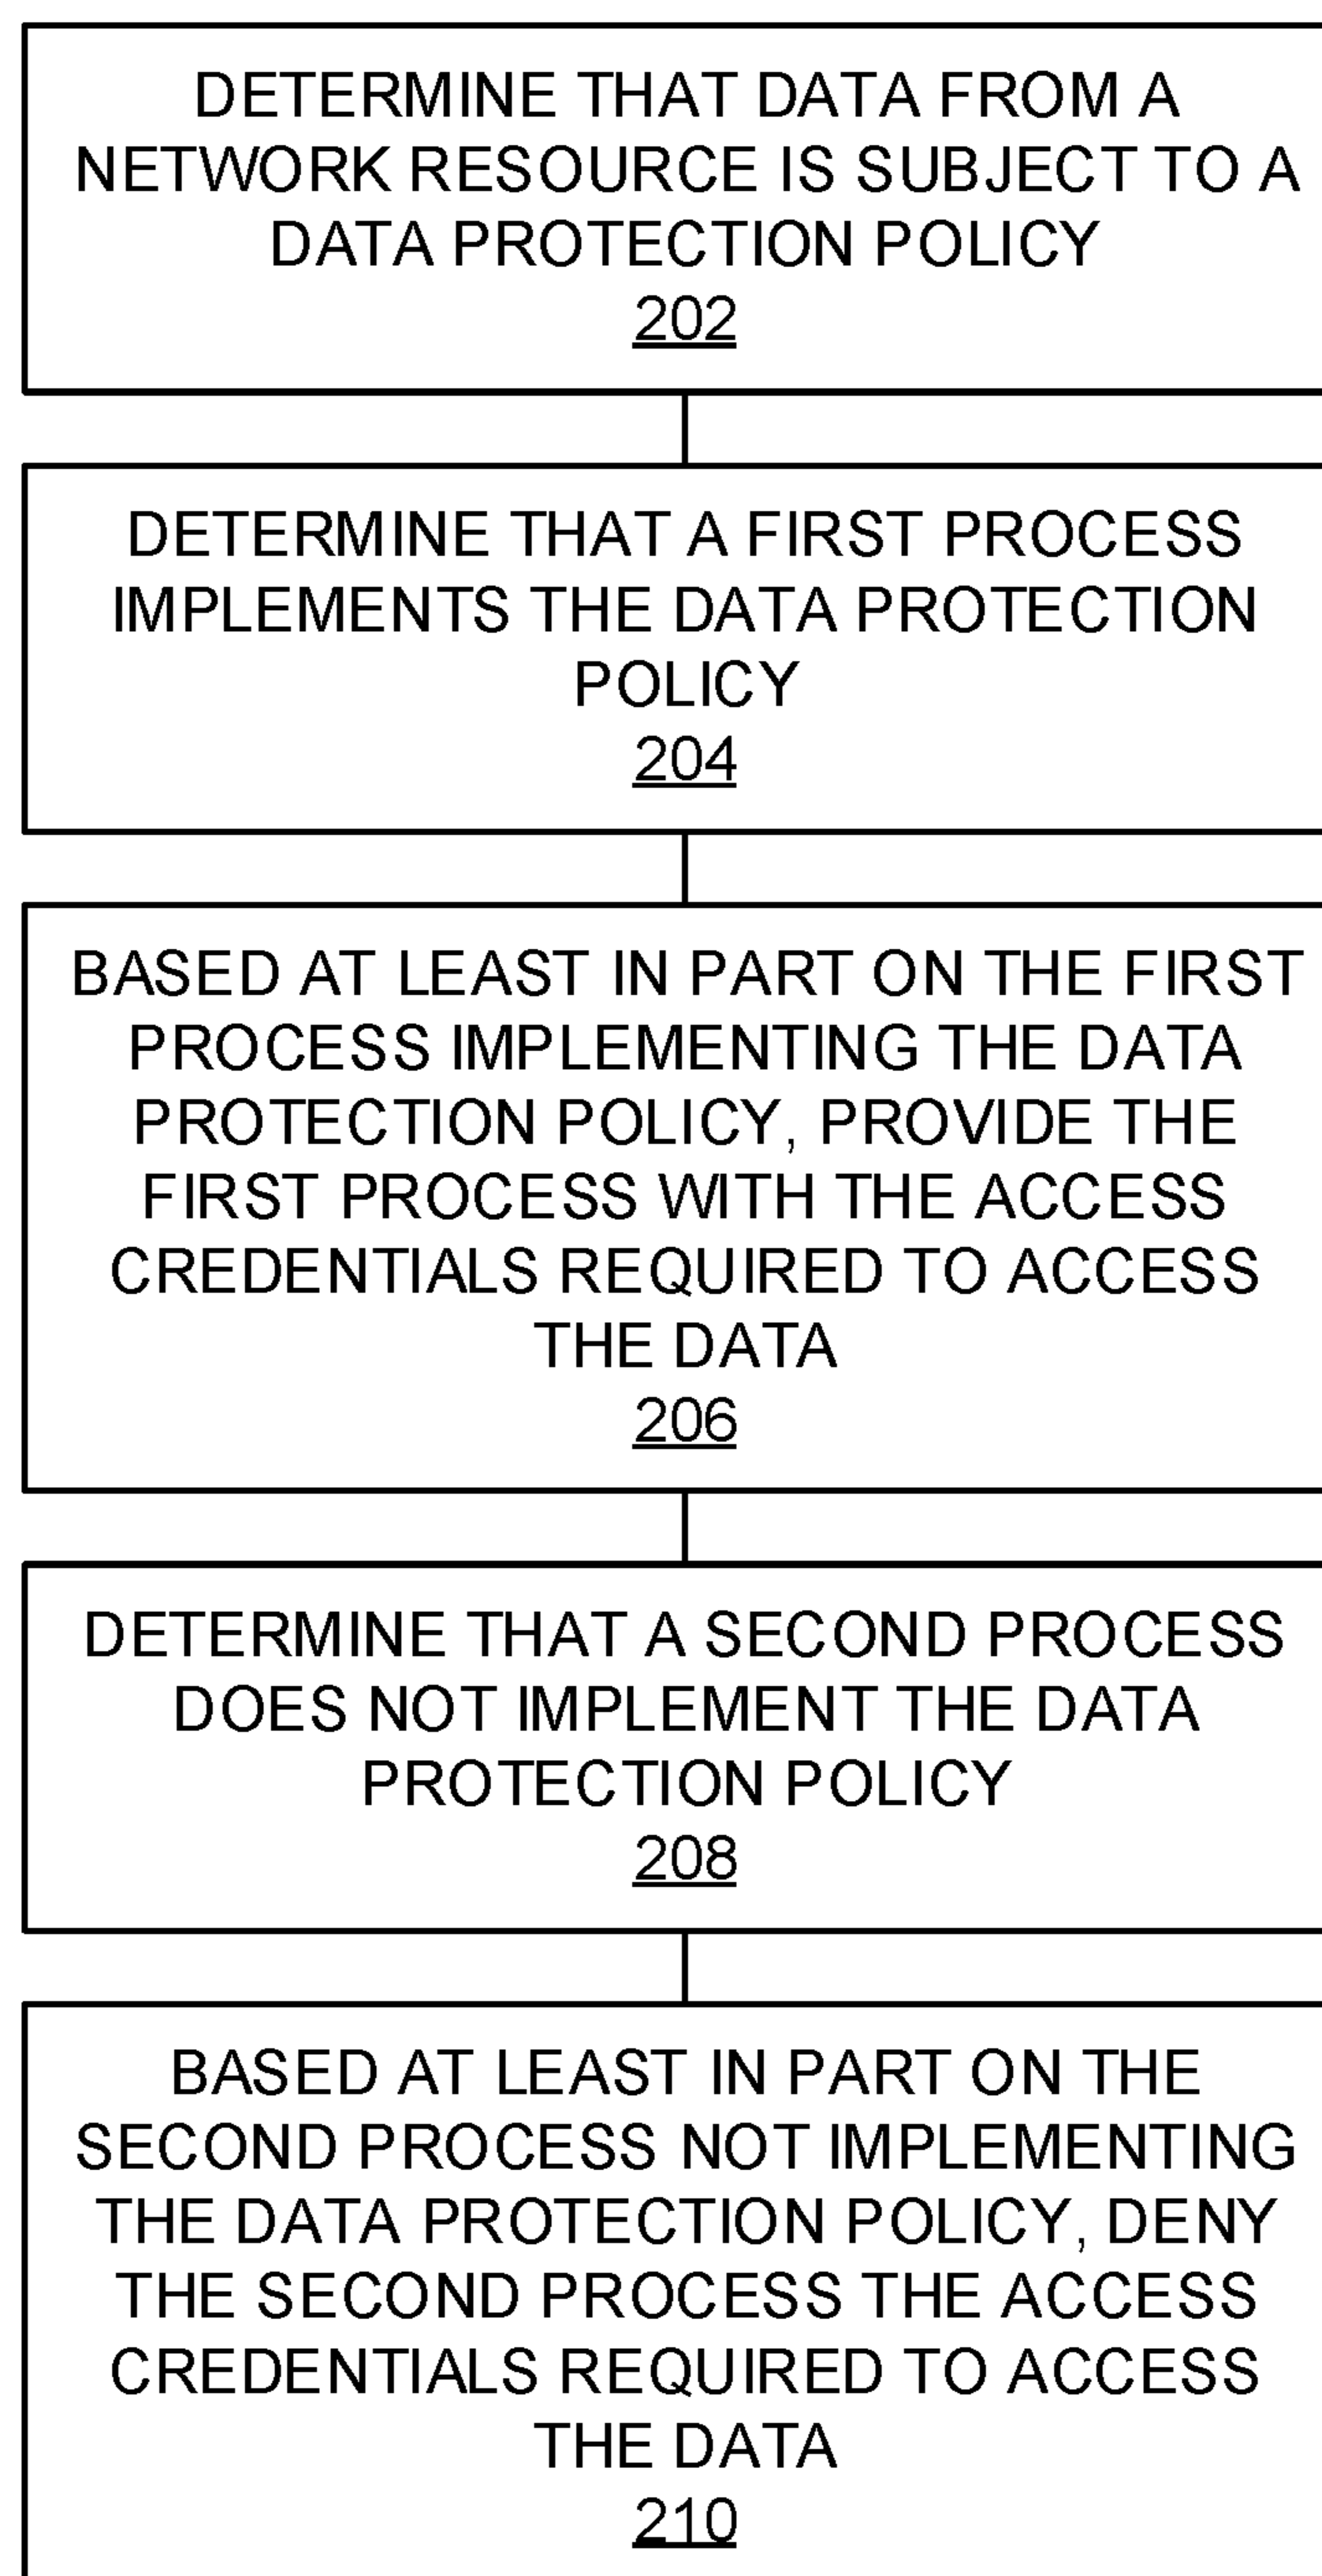 DETERMINE THAT DATA FROM A
NETWORK RESOURCE IS SUBJECT TO A
DATA PROTECTION POLICY
202
DETERMINE THAT A FIRST PROCESS
IMPLEMENTS THE DATA PROTECTION
POLICY
204
BASED AT LEAST IN PART ON THE FIRST
PROCESS IMPLEMENTING THE DATA
PROTECTION POLICY, PROVIDE THE
FIRST PROCESS WITH THE ACCESS
CREDENTIALS REQUIRED TO ACCESS
THE DATA
206
DETERMINE THAT A SECOND PROCESS
DOES NOT IMPLEMENT THE DATA
PROTECTION POLICY
208
BASED AT LEAST IN PART ON THE
SECOND PROCESS NOT IMPLEMENTING
THE DATA PROTECTION POLICY, DENY
THE SECOND PROCESS THE ACCESS
CREDENTIALS REQUIRED TO ACCESS
THE DATA
210